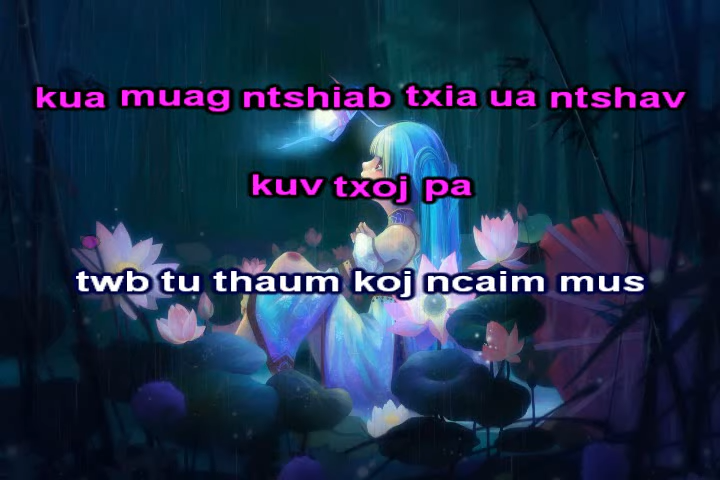 kua muag ntshiab txia ua ntshav
kuv txoj pa
twb tu thaum koj ncaim mus